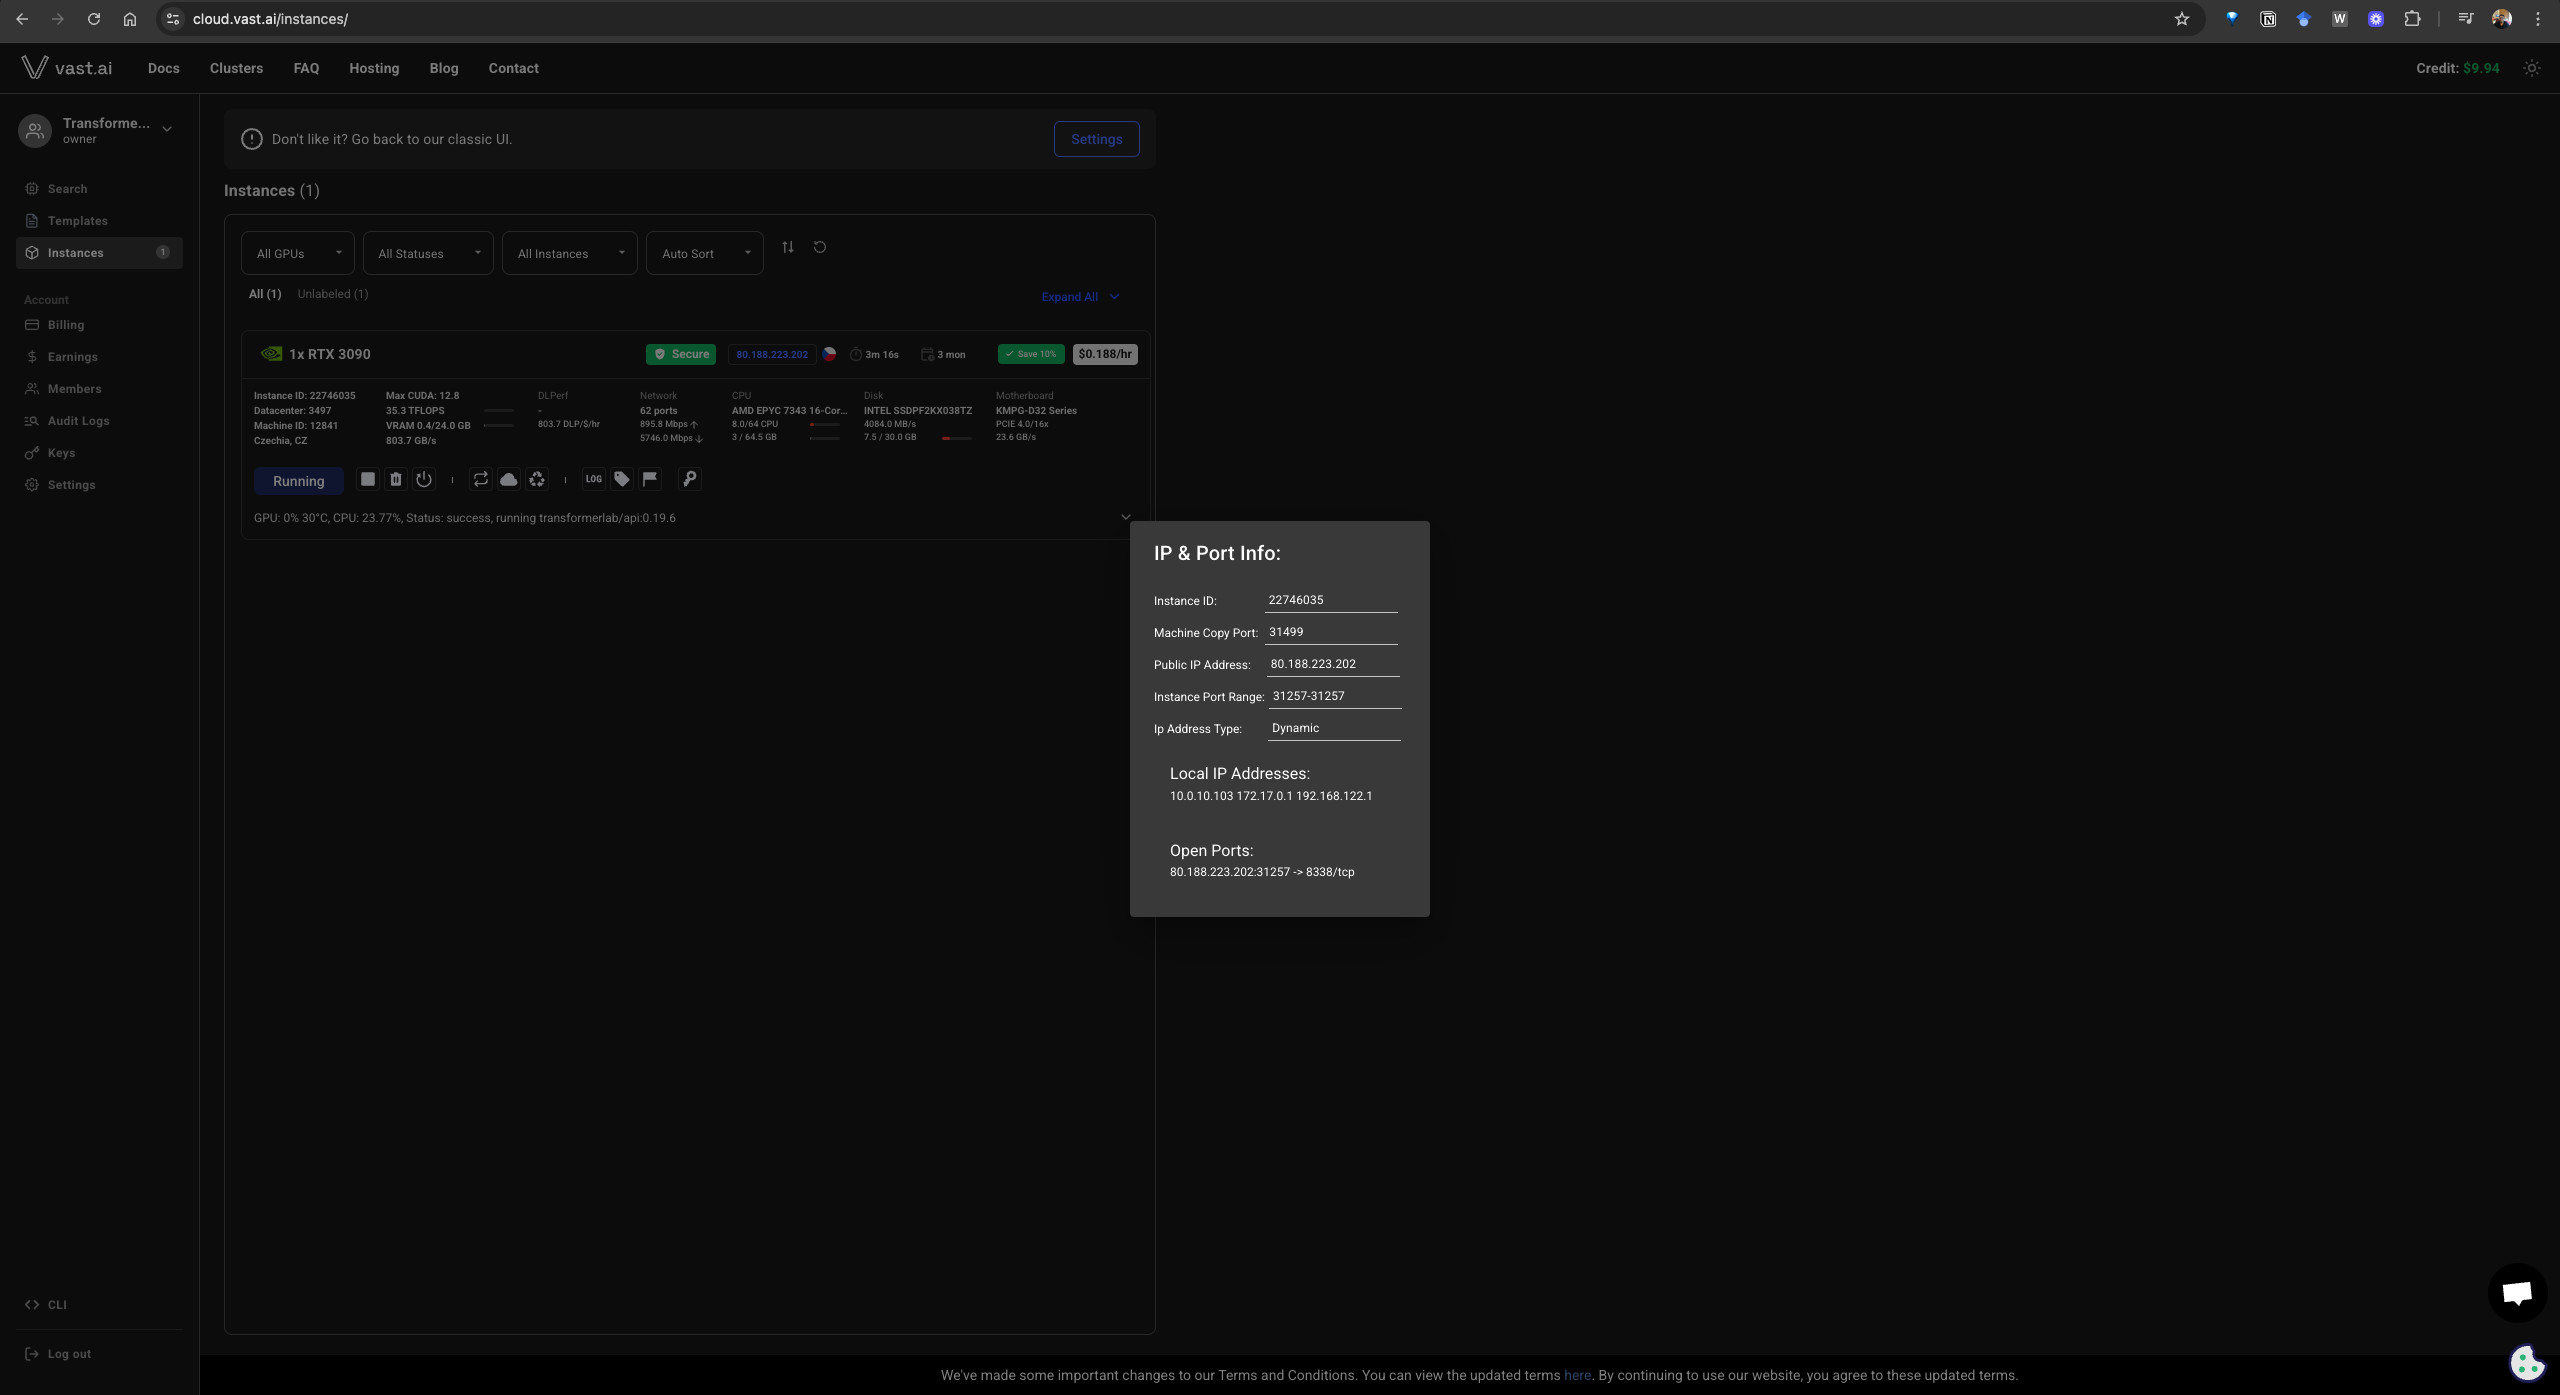 cloud.vast.ai/instances/
vast.ai Docs Clusters FAQ Hosting Blog Contact Credit: $9.94
Transforme...
owner
Search
Templates
Instances 1
Account
Billing
Earnings
Members
Audit Logs
Keys
Settings
CLI
Log out
Don't like it? Go back to our classic UI. Settings
Instances (1)
All GPUs All Statuses All Instances Auto Sort
All (1) Unlabeled (1) Expand All
1x RTX 3090 Secure 80.188.223.202 3m 16s 3 mon Save 10% $0.188/hr
Instance ID: 22746035
Datacenter: 3497
Machine ID: 12841
Czechia, CZ
Max CUDA: 12.8
35.3 TFLOPS
VRAM 0.4/24.0 GB
803.7 GB/s
DLPerf
-
803.7 DLP/$/hr
Network
62 ports
895.8 Mbps
5746.0 Mbps
CPU
AMD EPYC 7343 16-Cor...
8.0/64 CPU
3 / 64.5 GB
Disk
INTEL SSDPF2KX038TZ
4084.0 MB/s
7.5 / 30.0 GB
Motherboard
KMPG-D32 Series
PCIE 4.0/16x
23.6 GB/s
Running LOG
GPU: 0% 30°C, CPU: 23.77%, Status: success, running transformerlab/api:0.19.6
IP & Port Info:
Instance ID: 22746035
Machine Copy Port: 31499
Public IP Address: 80.188.223.202
Instance Port Range: 31257-31257
Ip Address Type: Dynamic
Local IP Addresses:
10.0.10.103 172.17.0.1 192.168.122.1
Open Ports:
80.188.223.202:31257 -> 8338/tcp
We've made some important changes to our Terms and Conditions. You can view the updated terms here. By continuing to use our website, you agree to these updated terms.